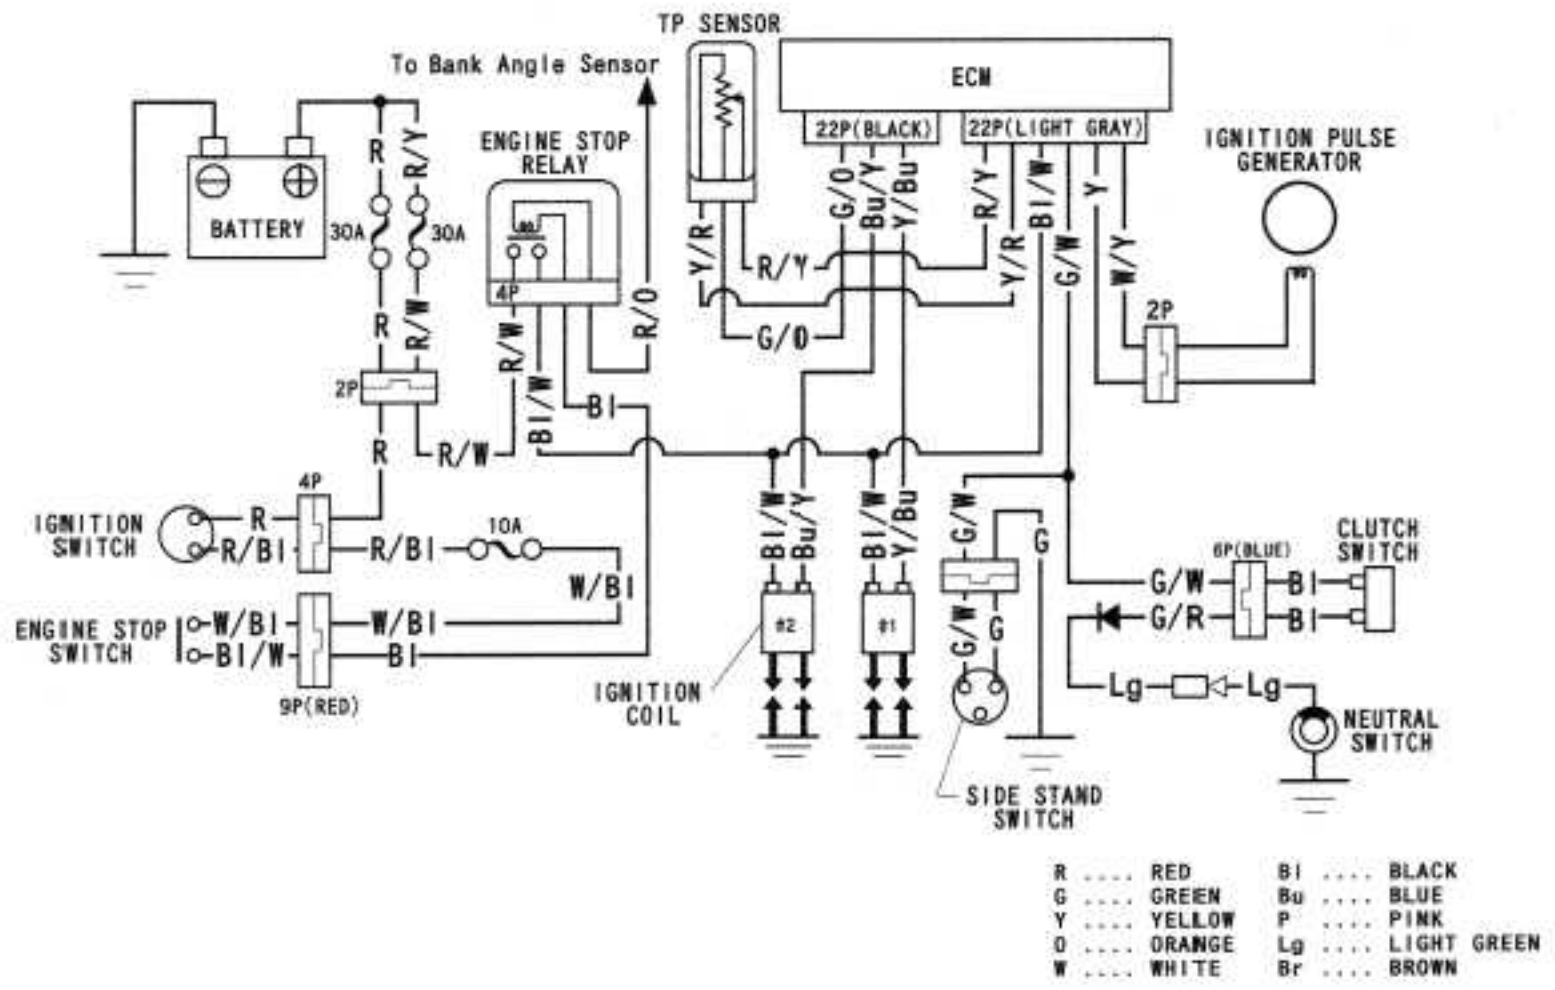 TP SENSOR
To Bank Angle Sensor
ECM
22P(BLACK)
22P(LIGHT GRAY)
IGNITION PULSE
GENERATOR
ENGINE STOP
RELAY
R
R/Y
BATTERY
30A
30A
4P
G/O
Bu/Y
Y/Bu
R/Y
Y/R
Bl/W
G/W
Y
W/Y
Y/R
R/Y
G/O
R/O
2P
R
R/W
R/W
Bl/W
Bl
2P
R
R/W
4P
IGNITION
SWITCH
R
R/Bl
R/Bl
10A
W/Bl
ENGINE STOP
SWITCH
W/Bl
Bl/W
W/Bl
Bl
9P(RED)
Bl/W
Bu/Y
Bl/W
Y/Bu
#2
#1
IGNITION
COIL
G/W
G
G/W
G
SIDE STAND
SWITCH
CLUTCH
SWITCH
6P(BLUE)
G/W
Bl
G/R
Bl
Lg
Lg
NEUTRAL
SWITCH
R .... RED Bl .... BLACK
G .... GREEN Bu .... BLUE
Y .... YELLOW P .... PINK
O .... ORANGE Lg .... LIGHT GREEN
W .... WHITE Br .... BROWN